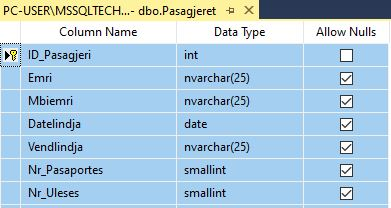 PC-USER\MSSQLTECH...- dbo.Pasagjeret
Column Name Data Type Allow Nulls
ID_Pasagjeri int
Emri nvarchar(25)
Mbiemri nvarchar(25)
Datelindja date
Vendlindja nvarchar(25)
Nr_Pasaportes smallint
Nr_Uleses smallint